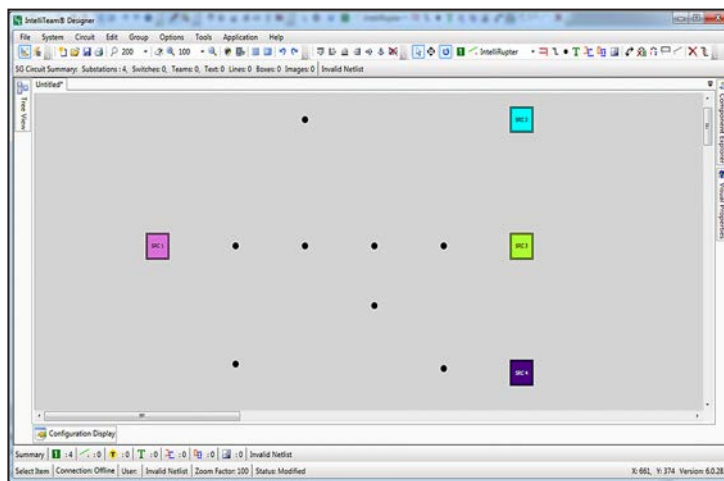 IntelliTeam® Designer
File System Circuit Edit Group Options Tools Application Help
200 100 IntelliRupter
SG Circuit Summary: Substations : 4, Switches: 0, Teams: 0, Text: 0 Lines: 0 Boxes: 0 Images: 0 Invalid Netlist
Untitled*
Tree View
Component Explorer
Visual Properties
SRC 2
SRC 1
SRC 3
SRC 4
Configuration Display
Summary :4 :0 :0 T :0 :0 :0 :0 Invalid Netlist
Select Item Connection: Offline User: Invalid Netlist Zoom Factor: 100 Status: Modified X: 661, Y: 374 Version: 6.0.28